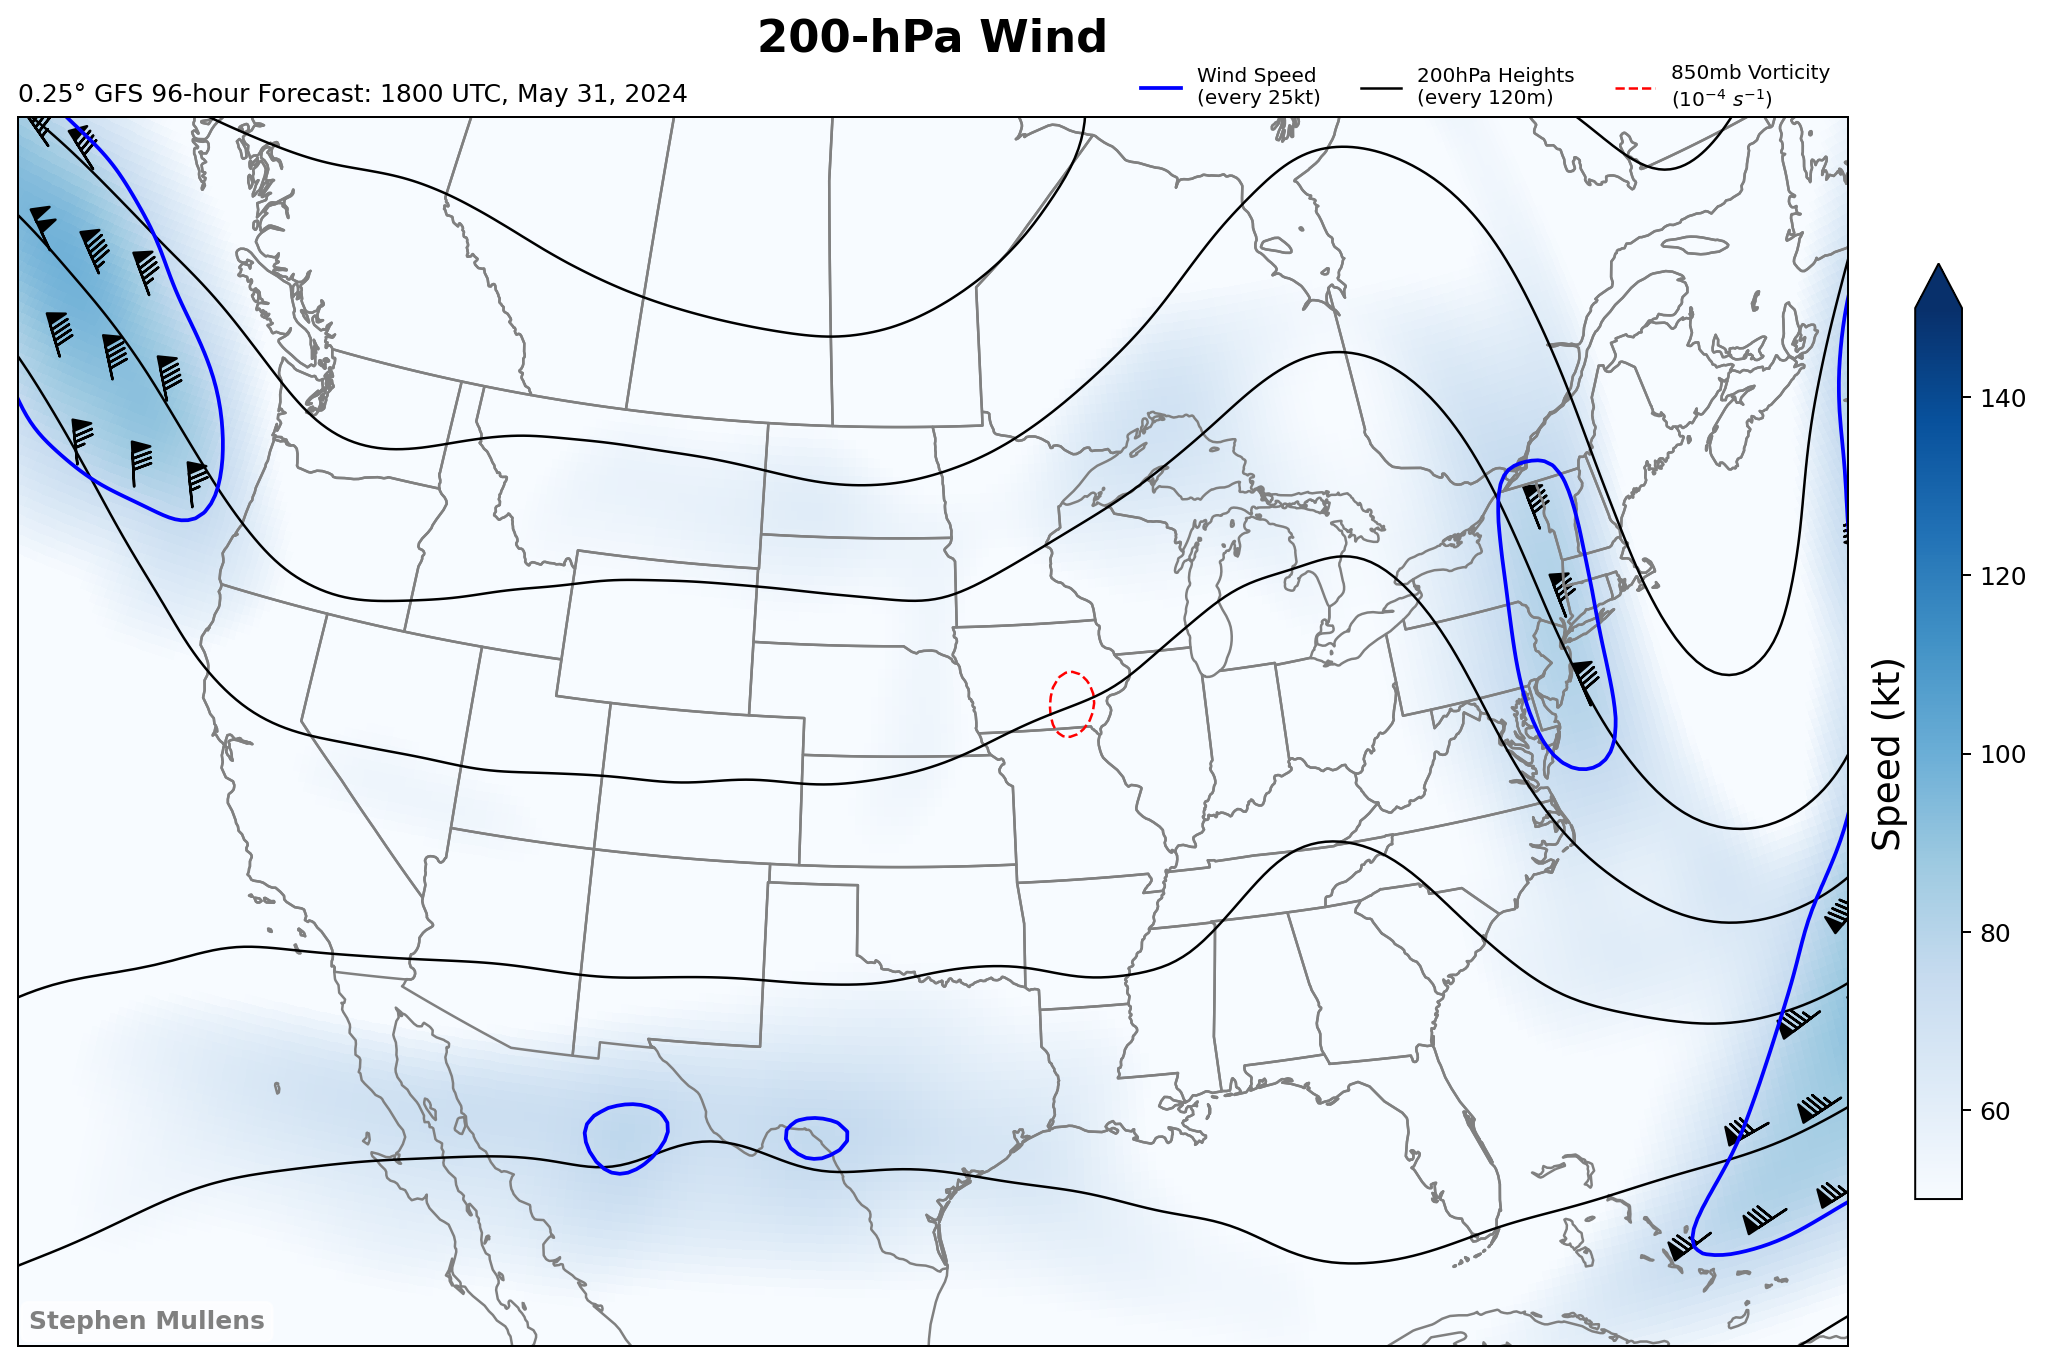 200-hPa Wind
0.25° GFS 96-hour Forecast: 1800 UTC, May 31, 2024
Wind Speed
(every 25kt)
200hPa Heights
(every 120m)
850mb Vorticity
(10⁻⁴ s⁻¹)
140
120
100
80
60
Speed (kt)
Stephen Mullens